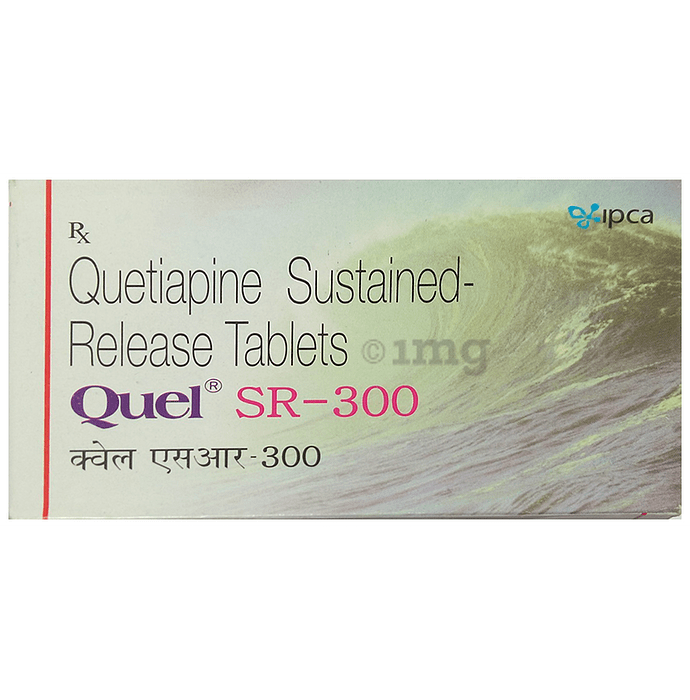 ipca
Rx
Quetiapine Sustained-
Release Tablets
©1mg
Quel® SR-300
क्वेल एसआर-300